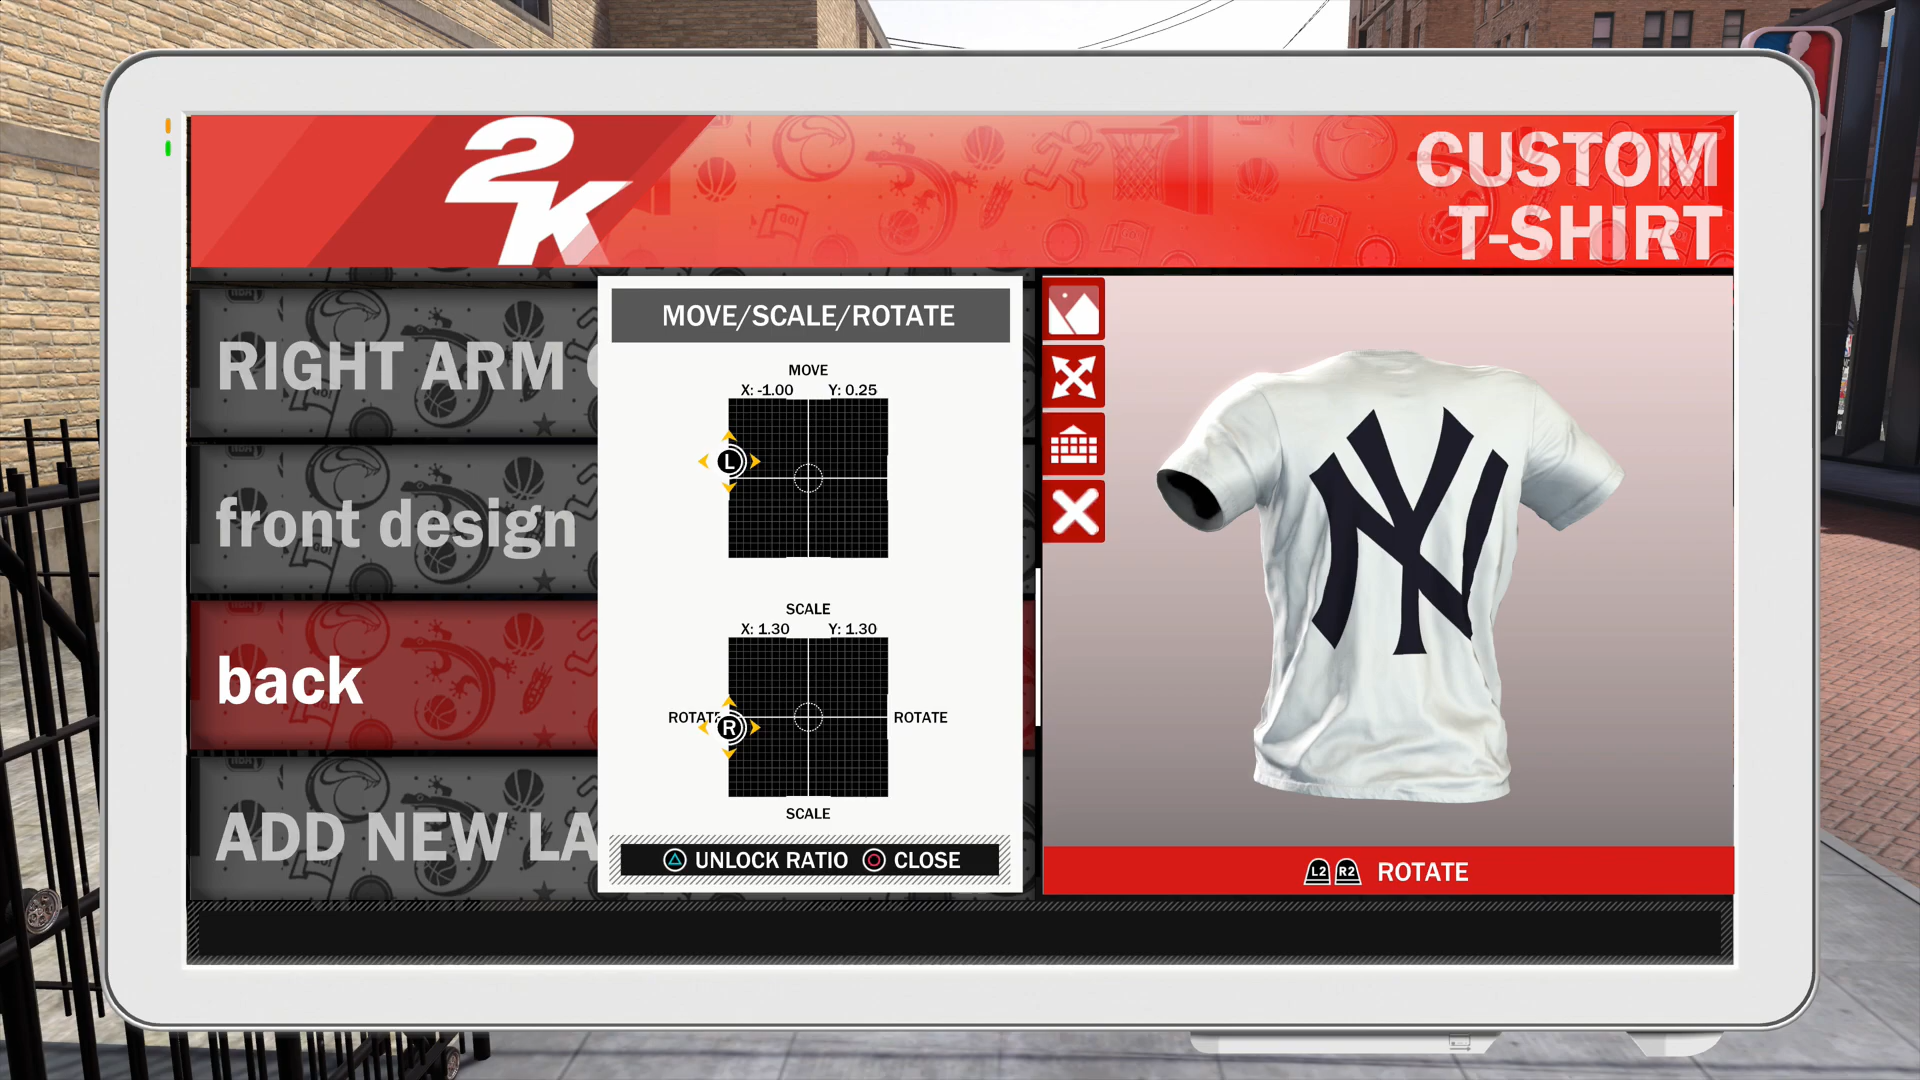 2K
CUSTOM
T-SHIRT
RIGHT ARM
front design
back
ADD NEW LA
MOVE/SCALE/ROTATE
MOVE
X: -1.00 Y: 0.25
L
SCALE
X: 1.30 Y: 1.30
ROTATE R ROTATE
SCALE
UNLOCK RATIO CLOSE
NY
L2 R2 ROTATE